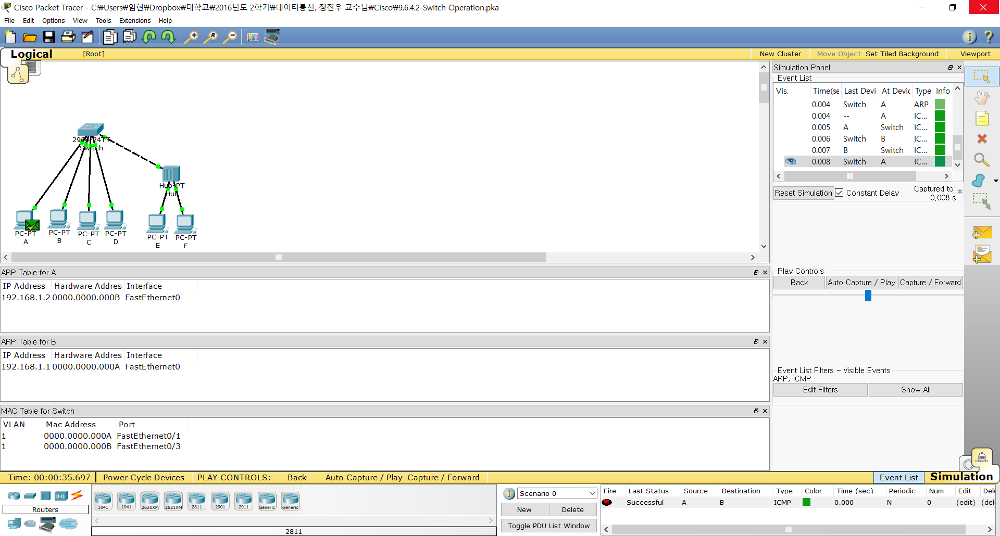 Cisco Packet Tracer - C:₩Users₩임현₩Dropbox₩대학교₩2016년도 2학기₩데이터통신, 정진우 교수님₩Cisco₩9.6.4.2-Switch Operation.pka
File Edit Options View Tools Extensions Help
Logical [Root] New Cluster Move Object Set Tiled Background Viewport
2960-24TT
Switch
Hub-PT
Hub
PC-PT
A
PC-PT
B
PC-PT
C
PC-PT
D
PC-PT
E
PC-PT
F
Simulation Panel
Event List
Vis. Time(se Last Devi At Devic Type Info
0.004 Switch A ARP
0.004 -- A IC...
0.005 A Switch IC...
0.006 Switch B IC...
0.007 B Switch IC...
0.008 Switch A IC...
Reset Simulation Constant Delay Captured to:
0.008 s
Play Controls
Back Auto Capture / Play Capture / Forward
Event List Filters - Visible Events
ARP, ICMP
Edit Filters Show All
ARP Table for A
IP Address Hardware Addres Interface
192.168.1.2 0000.0000.000B FastEthernet0
ARP Table for B
IP Address Hardware Addres Interface
192.168.1.1 0000.0000.000A FastEthernet0
MAC Table for Switch
VLAN Mac Address Port
1 0000.0000.000A FastEthernet0/1
1 0000.0000.000B FastEthernet0/3
Time: 00:00:35.697 Power Cycle Devices PLAY CONTROLS: Back Auto Capture / Play Capture / Forward Event List Simulation
Routers
1841 1941 2620XM 2621XM 2811 2901 2911 Generic Generic
2811
Scenario 0
New Delete
Toggle PDU List Window
Fire Last Status Source Destination Type Color Time (sec) Periodic Num Edit Dele
Successful A B ICMP 0.000 N 0 (edit) (del